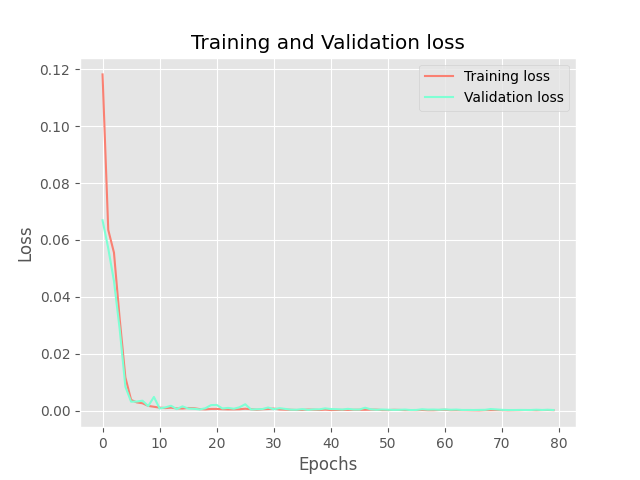 Training and Validation loss
Training loss
Validation loss
Loss
0.12
0.10
0.08
0.06
0.04
0.02
0.00
0 10 20 30 40 50 60 70 80
Epochs